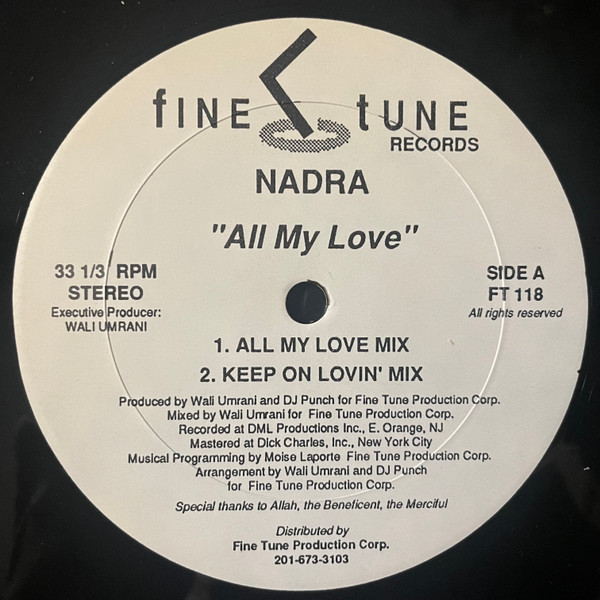 fINE tUNE
RECORDS
NADRA
"All My Love"
33 1/3 RPM
STEREO
Executive Producer:
WALI UMRANI
SIDE A
FT 118
All rights reserved
1. ALL MY LOVE MIX
2. KEEP ON LOVIN' MIX
Produced by Wali Umrani and DJ Punch for Fine Tune Production Corp.
Mixed by Wali Umrani for Fine Tune Production Corp.
Recorded at DML Productions Inc., E. Orange, NJ
Mastered at Dick Charles, Inc., New York City
Musical Programming by Moise Laporte Fine Tune Production Corp.
Arrangement by Wali Umrani and DJ Punch
for Fine Tune Production Corp.
Special thanks to Allah, the Beneficent, the Merciful
Distributed by
Fine Tune Production Corp.
201-673-3103